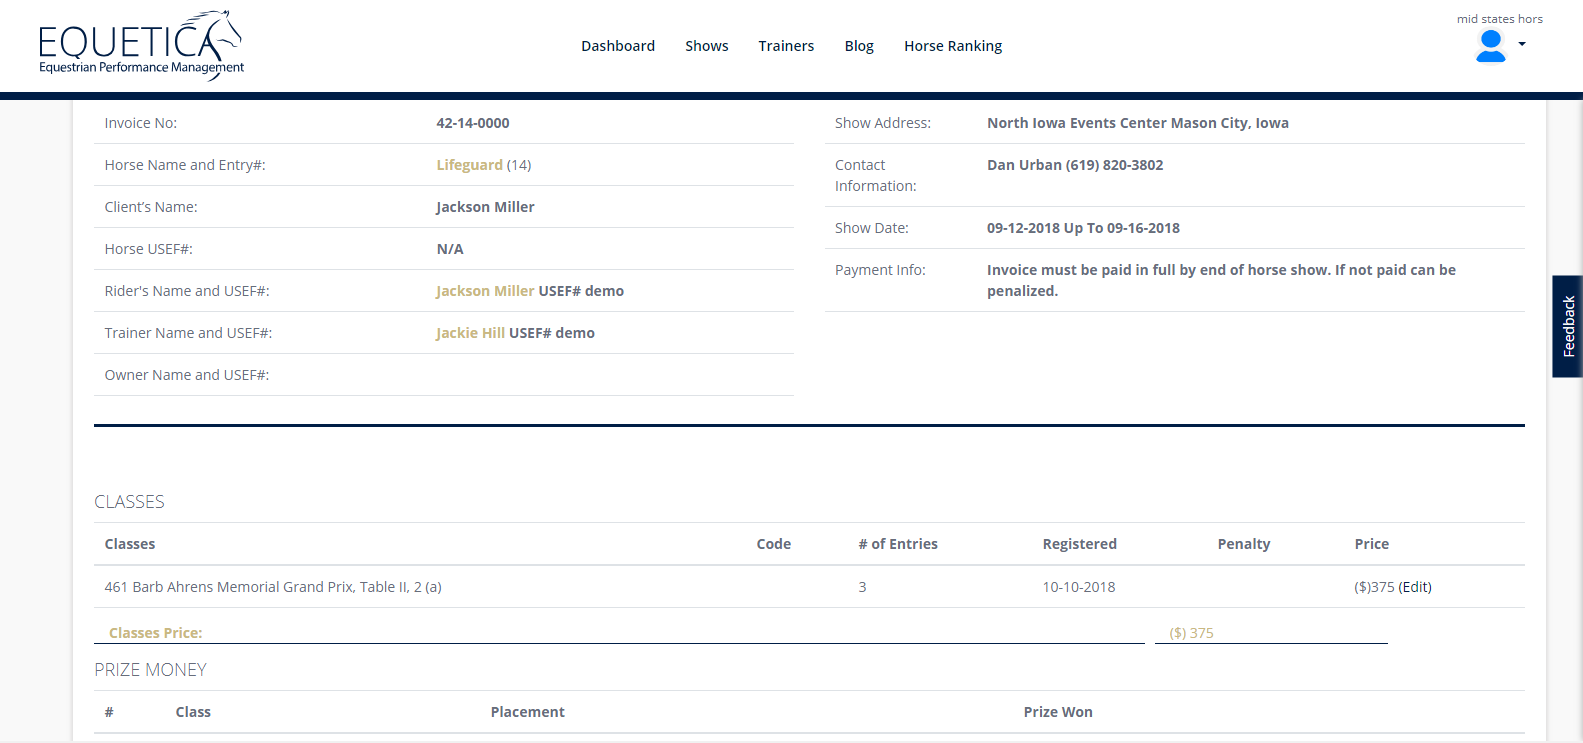 EQUETICA
Equestrian Performance Management
Dashboard Shows Trainers Blog Horse Ranking
mid states hors
Invoice No: 42-14-0000
Horse Name and Entry#: Lifeguard (14)
Client’s Name: Jackson Miller
Horse USEF#: N/A
Rider's Name and USEF#: Jackson Miller USEF# demo
Trainer Name and USEF#: Jackie Hill USEF# demo
Owner Name and USEF#:
Show Address: North Iowa Events Center Mason City, Iowa
Contact Dan Urban (619) 820-3802
Information:
Show Date: 09-12-2018 Up To 09-16-2018
Payment Info: Invoice must be paid in full by end of horse show. If not paid can be
penalized.
Feedback
CLASSES
Classes Code # of Entries Registered Penalty Price
461 Barb Ahrens Memorial Grand Prix, Table II, 2 (a) 3 10-10-2018 ($)375 (Edit)
Classes Price: ($) 375
PRIZE MONEY
# Class Placement Prize Won